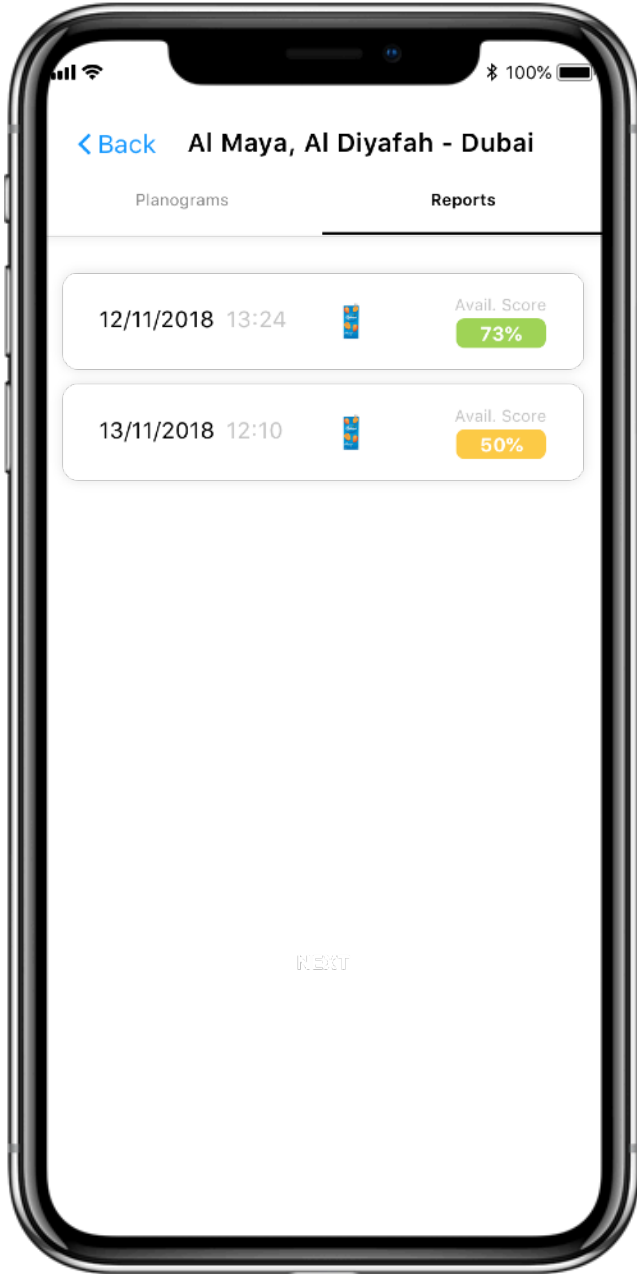 100%
Back Al Maya, Al Diyafah - Dubai
Planograms Reports
12/11/2018 13:24 Avail. Score
73%
13/11/2018 12:10 Avail. Score
50%
NEXT